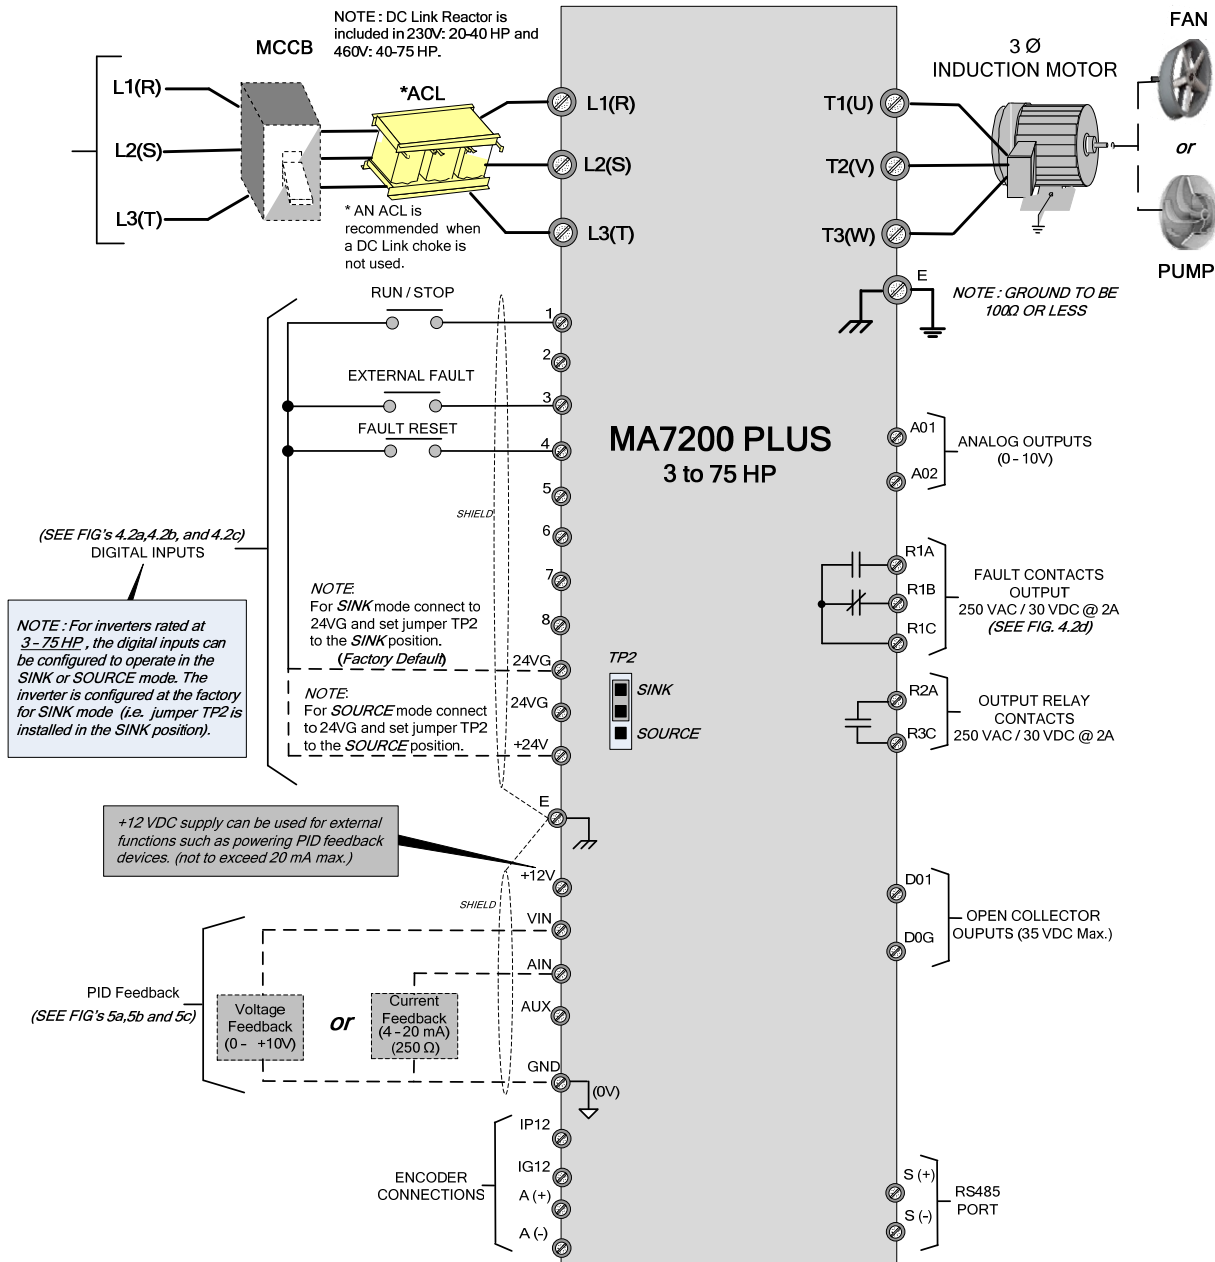 NOTE : DC Link Reactor is
included in 230V: 20-40 HP and
460V: 40-75 HP.
MCCB
*ACL
L1(R)
L2(S)
L3(T)
* AN ACL is
recommended when
a DC Link choke is
not used.
L1(R)
L2(S)
L3(T)
T1(U)
T2(V)
T3(W)
3 Ø
INDUCTION MOTOR
FAN
or
PUMP
E
NOTE : GROUND TO BE
100Ω OR LESS
MA7200 PLUS
3 to 75 HP
RUN / STOP
1
2
EXTERNAL FAULT
3
FAULT RESET
4
5
SHIELD
6
7
8
24VG
24VG
+24V
E
(SEE FIG's 4.2a,4.2b, and 4.2c)
DIGITAL INPUTS
NOTE : For inverters rated at
3 - 75 HP , the digital inputs can
be configured to operate in the
SINK or SOURCE mode. The
inverter is configured at the factory
for SINK mode (i.e. jumper TP2 is
installed in the SINK position).
NOTE:
For SINK mode connect to
24VG and set jumper TP2
to the SINK position.
(Factory Default)
NOTE:
For SOURCE mode connect
to 24VG and set jumper TP2
to the SOURCE position.
TP2
SINK
SOURCE
A01
A02
ANALOG OUTPUTS
(0 - 10V)
R1A
R1B
R1C
FAULT CONTACTS
OUTPUT
250 VAC / 30 VDC @ 2A
(SEE FIG. 4.2d)
R2A
R3C
OUTPUT RELAY
CONTACTS
250 VAC / 30 VDC @ 2A
+12 VDC supply can be used for external
functions such as powering PID feedback
devices. (not to exceed 20 mA max.)
+12V
SHIELD
VIN
AIN
AUX
GND
(0V)
PID Feedback
(SEE FIG's 5a,5b and 5c)
Voltage
Feedback
(0 - +10V)
or
Current
Feedback
(4 - 20 mA)
(250 Ω)
D01
D0G
OPEN COLLECTOR
OUPUTS (35 VDC Max.)
IP12
IG12
A (+)
A (-)
ENCODER
CONNECTIONS
S (+)
S (-)
RS485
PORT